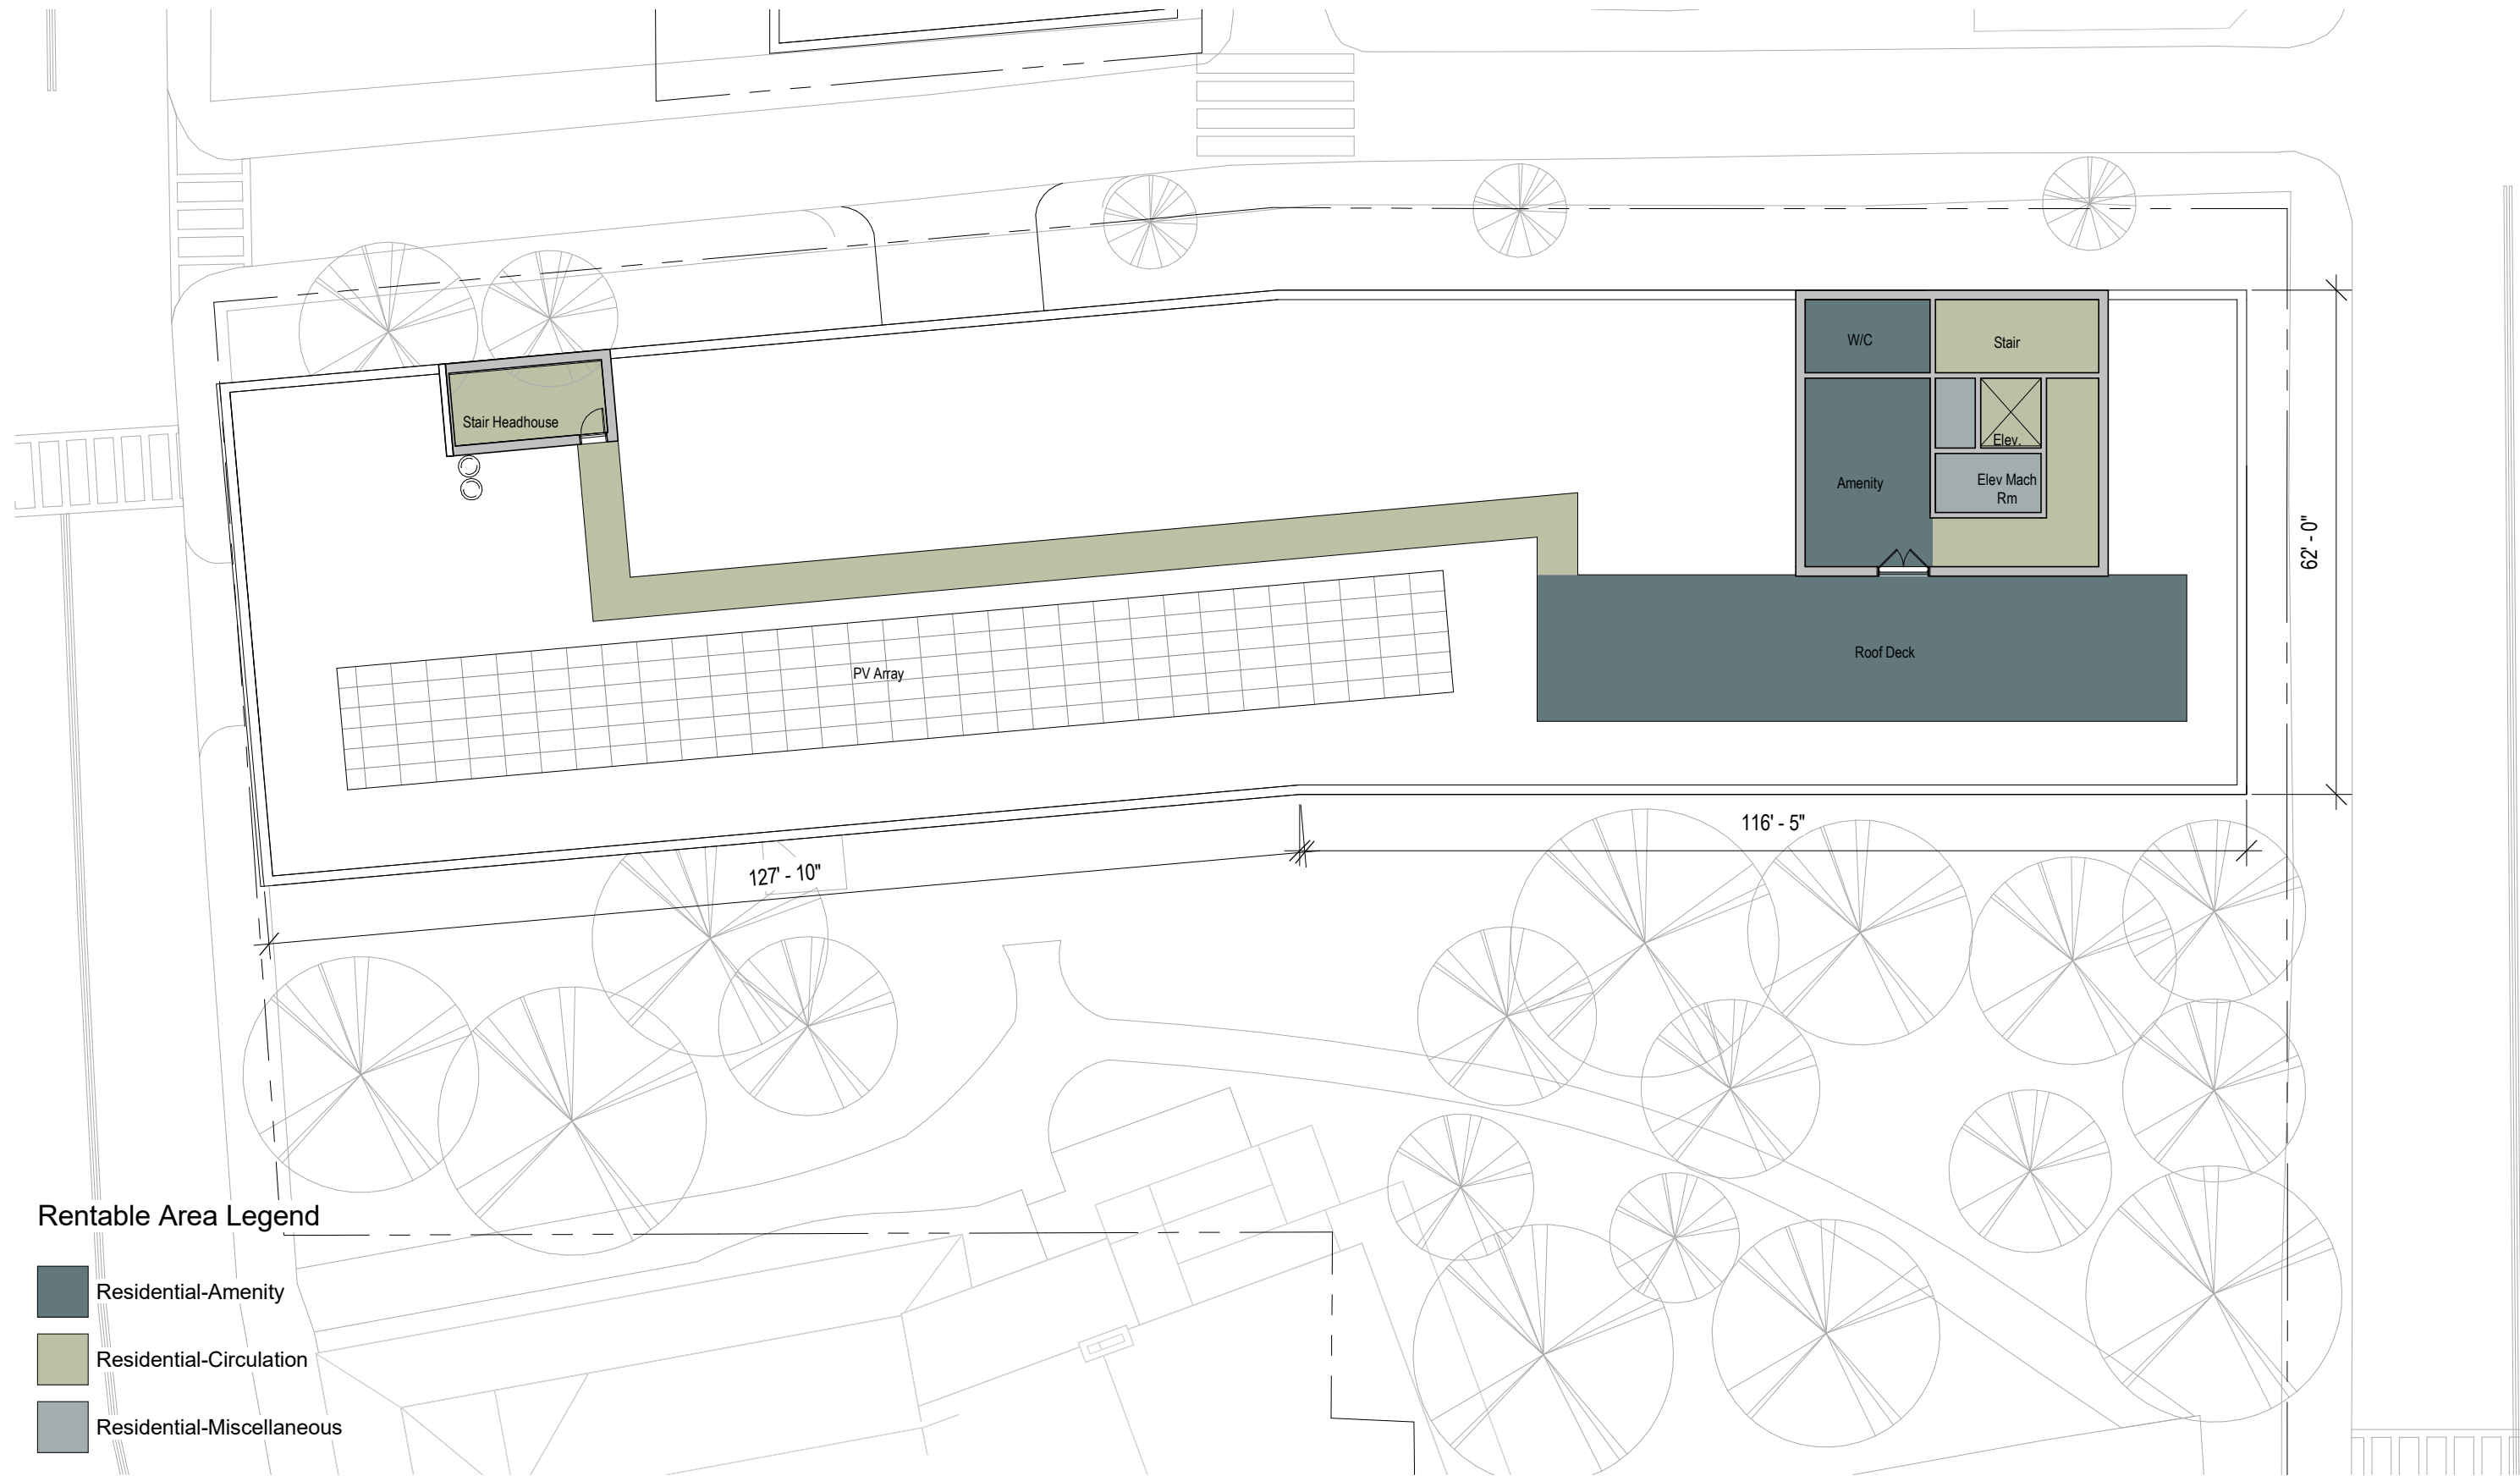 W/C
Stair
Stair Headhouse
Elev.
Amenity
Elev Mach
Rm
62' - 0"
Roof Deck
PV Array
116' - 5"
127' - 10"
Rentable Area Legend
Residential-Amenity
Residential-Circulation
Residential-Miscellaneous